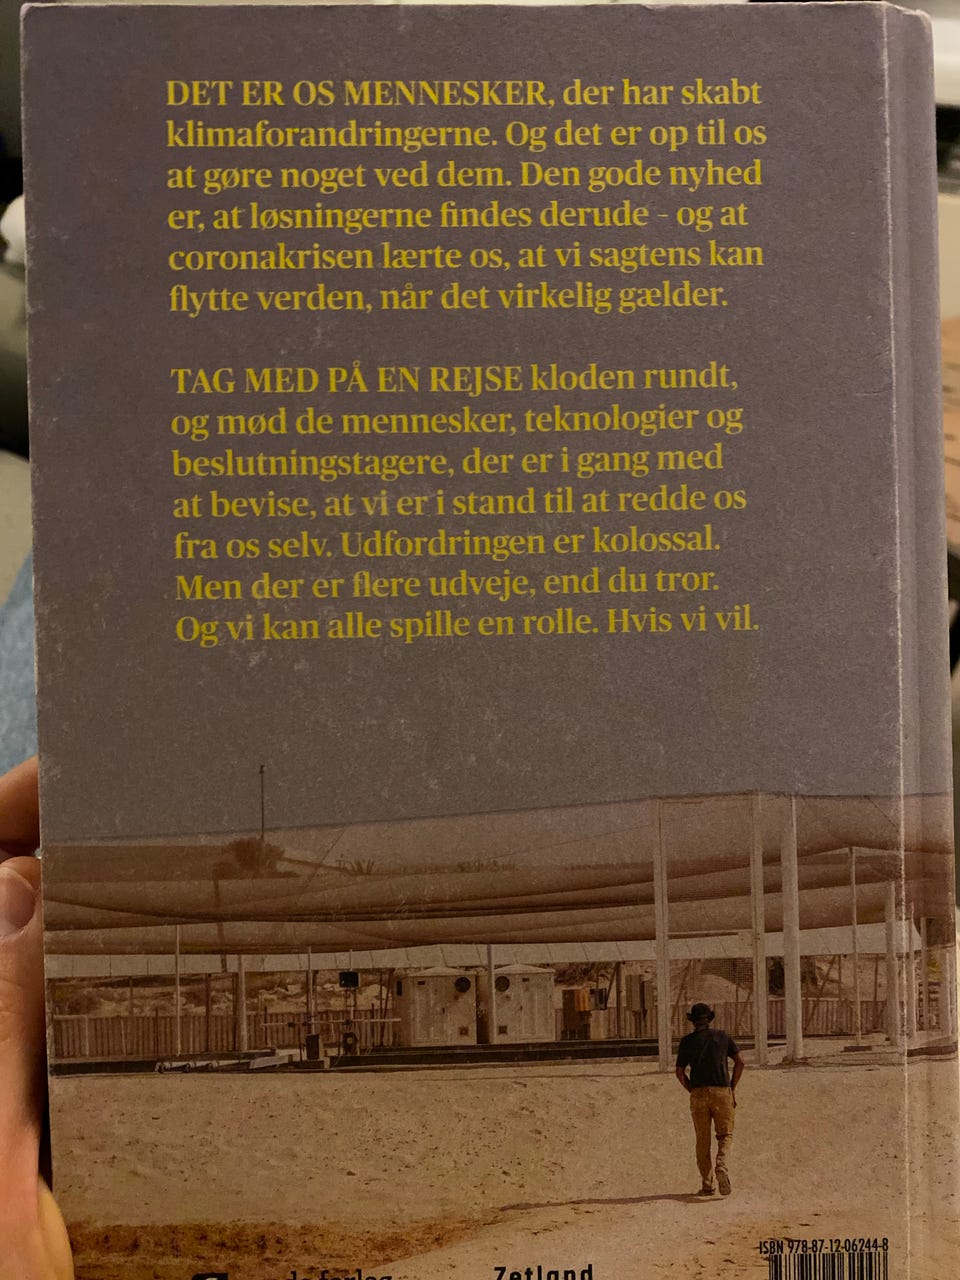 DET ER OS MENNESKER, der har skabt
klimaforandringerne. Og det er op til os
at gøre noget ved dem. Den gode nyhed
er, at løsningerne findes derude – og at
coronakrisen lærte os, at vi sagtens kan
flytte verden, når det virkelig gælder.
TAG MED PÅ EN REJSE kloden rundt,
og mød de mennesker, teknologier og
beslutningstagere, der er i gang med
at bevise, at vi er i stand til at redde os
fra os selv. Udfordringen er kolossal.
Men der er flere udveje, end du tror.
Og vi kan alle spille en rolle. Hvis vi vil.
ISBN 978-87-12-06244-8
forlag
Zetland